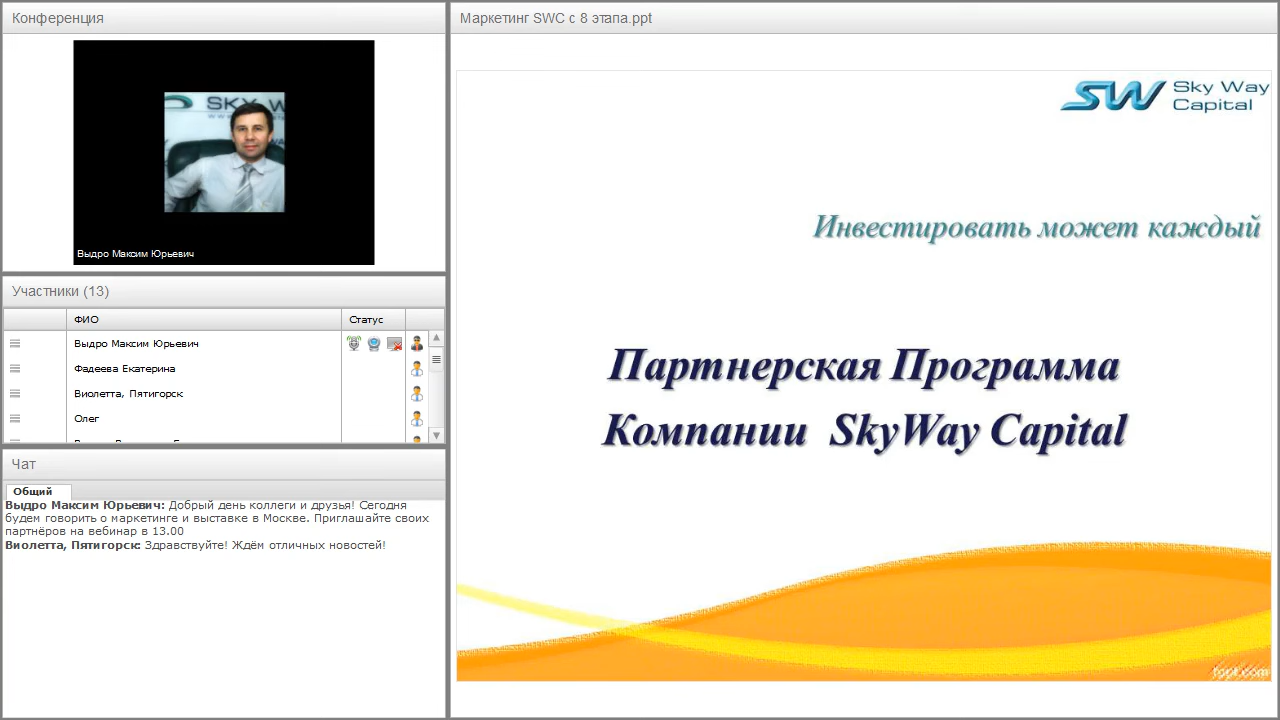 Конференция
SKY W
Выдро Максим Юрьевич
Участники (13)
ФИО
Статус
Выдро Максим Юрьевич
Фадеева Екатерина
Виолетта, Пятигорск
Олег
Чат
Общий
Выдро Максим Юрьевич: Добрый день коллеги и друзья! Сегодня
будем говорить о маркетинге и выставке в Москве. Приглашайте своих
партнёров на вебинар в 13.00
Виолетта, Пятигорск: Здравствуйте! Ждём отличных новостей!
Маркетинг SWC с 8 этапа.ppt
SW Sky Way
Capital
Инвестировать может каждый
Партнерская Программа
Компании SkyWay Capital